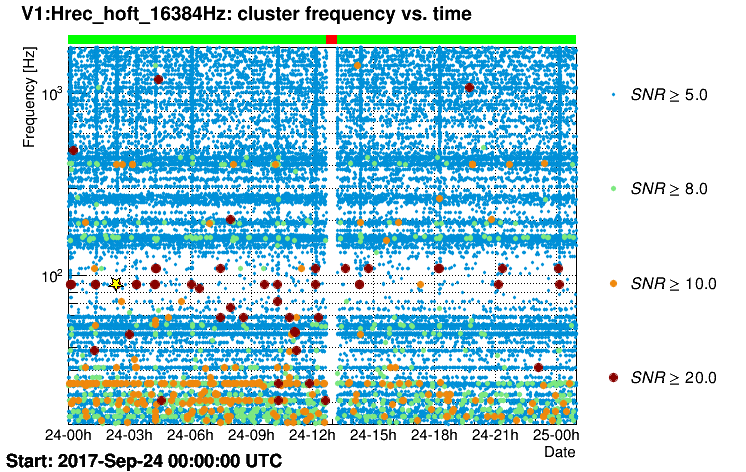 V1:Hrec_hoft_16384Hz: cluster frequency vs. time
Frequency [Hz]
10³
10²
SNR ≥ 5.0
SNR ≥ 8.0
SNR ≥ 10.0
SNR ≥ 20.0
24-00h 24-03h 24-06h 24-09h 24-12h 24-15h 24-18h 24-21h 25-00h
Date
Start: 2017-Sep-24 00:00:00 UTC